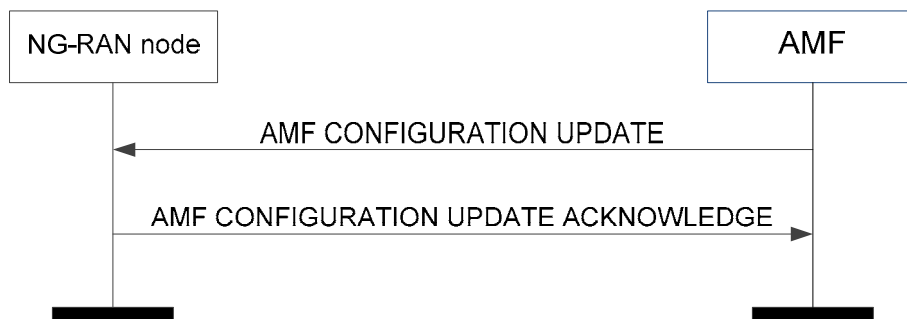 NG-RAN node
AMF
AMF CONFIGURATION UPDATE
AMF CONFIGURATION UPDATE ACKNOWLEDGE